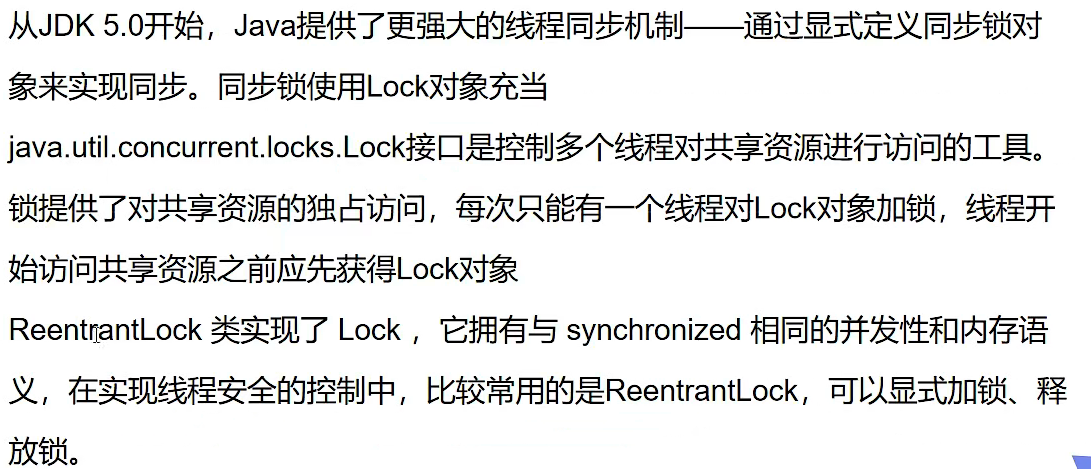 从JDK 5.0开始，Java提供了更强大的线程同步机制——通过显式定义同步锁对
象来实现同步。同步锁使用Lock对象充当
java.util.concurrent.locks.Lock接口是控制多个线程对共享资源进行访问的工具。
锁提供了对共享资源的独占访问，每次只能有一个线程对Lock对象加锁，线程开
始访问共享资源之前应先获得Lock对象
ReentrantLock 类实现了 Lock ，它拥有与 synchronized 相同的并发性和内存语
义，在实现线程安全的控制中，比较常用的是ReentrantLock，可以显式加锁、释
放锁。